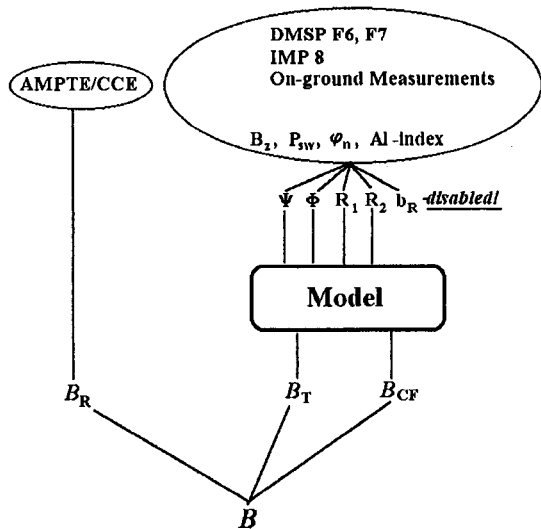 DMSP F6, F7
IMP 8
On-ground Measurements
AMPTE/CCE
B_z, P_sw, φ_n, Al-index
Ψ Φ R_1 R_2 b_R -disabled!
Model
B_R B_T B_CF
B